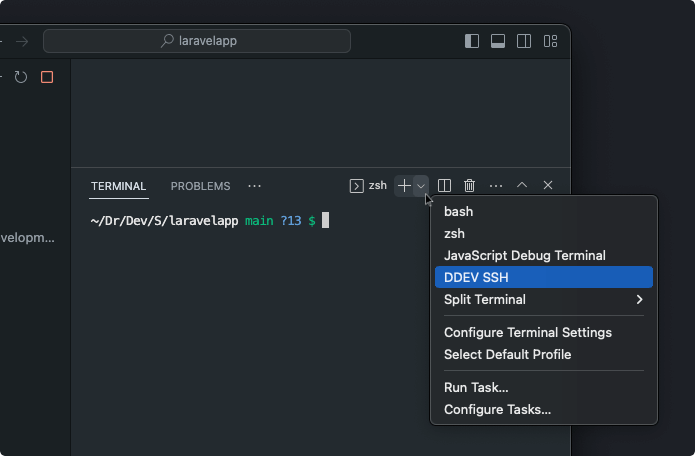 laravelapp
TERMINAL PROBLEMS ··· zsh ···
~/Dr/Dev/S/laravelapp main ?13 $
velopm...
bash
zsh
JavaScript Debug Terminal
DDEV SSH
Split Terminal
Configure Terminal Settings
Select Default Profile
Run Task...
Configure Tasks...